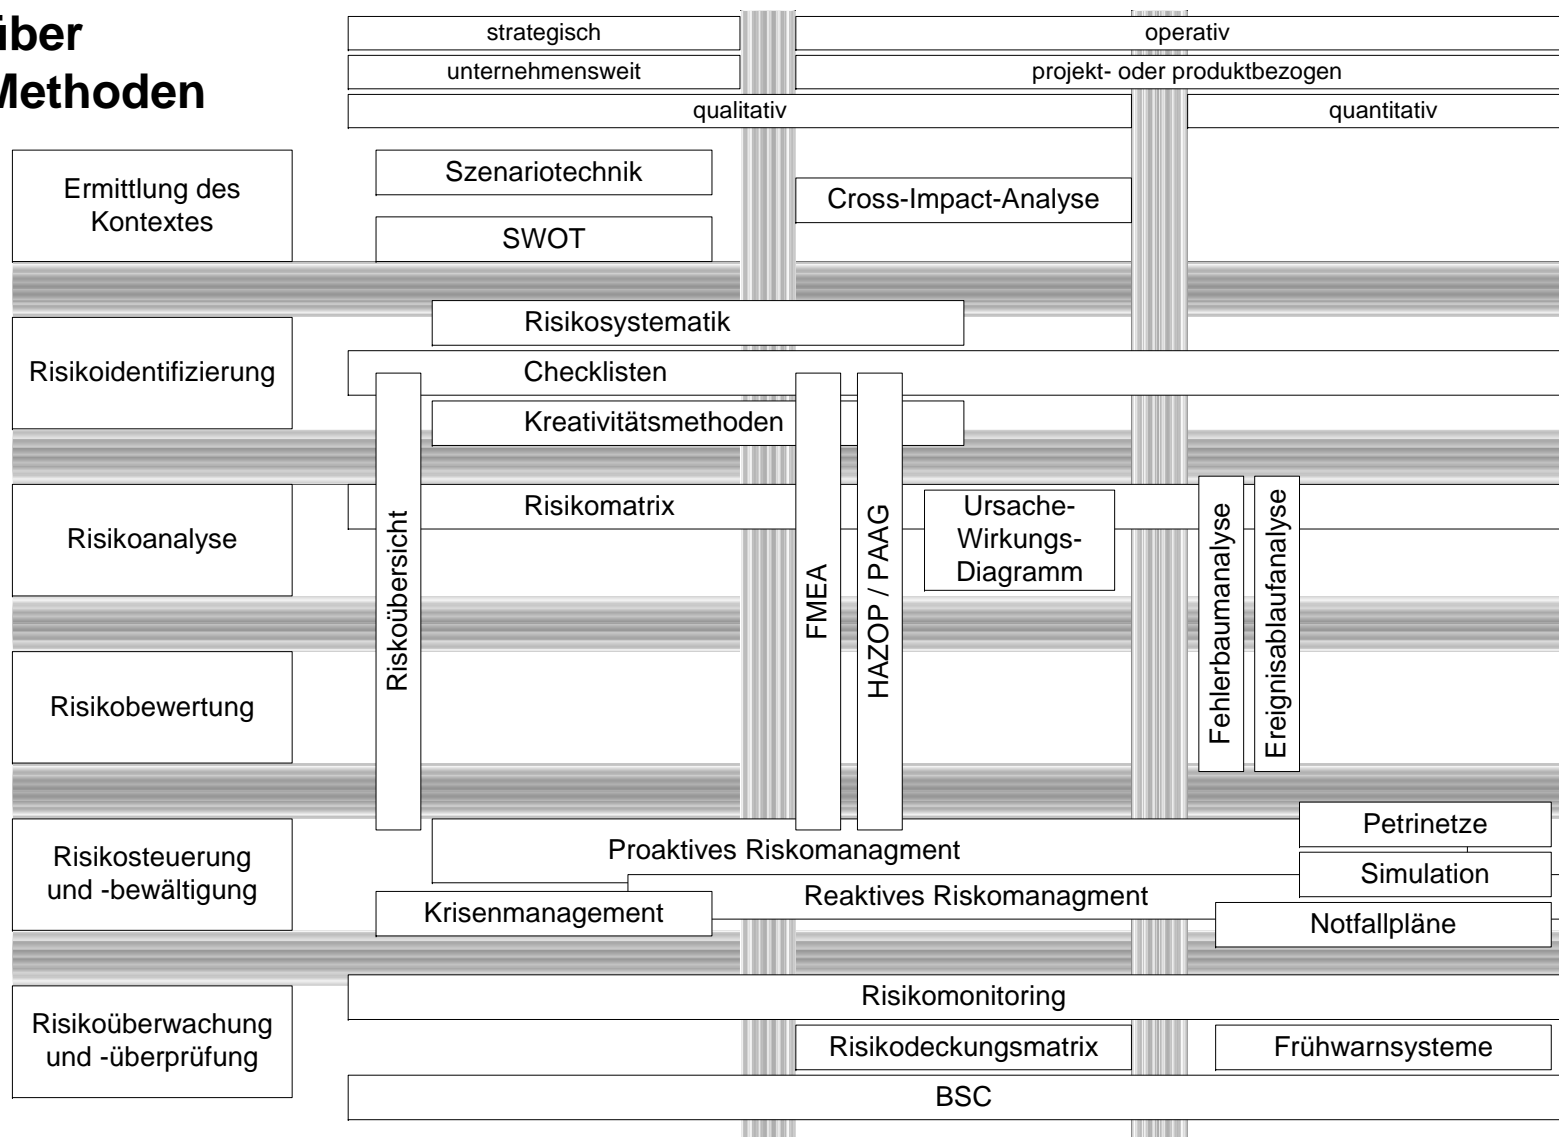 über
Methoden
strategisch
operativ
unternehmensweit
projekt- oder produktbezogen
qualitativ
quantitativ
Ermittlung des
Kontextes
Szenariotechnik
SWOT
Cross-Impact-Analyse
Risikoidentifizierung
Risikosystematik
Checklisten
Kreativitätsmethoden
Risikoanalyse
Risikomatrix
Riskoübersicht
FMEA
HAZOP / PAAG
Ursache-
Wirkungs-
Diagramm
Fehlerbaumanalyse
Ereignisablaufanalyse
Risikobewertung
Risikosteuerung
und -bewältigung
Proaktives Riskomanagment
Petrinetze
Simulation
Reaktives Riskomanagment
Krisenmanagement
Notfallpläne
Risikoüberwachung
und -überprüfung
Risikomonitoring
Risikodeckungsmatrix
Frühwarnsysteme
BSC